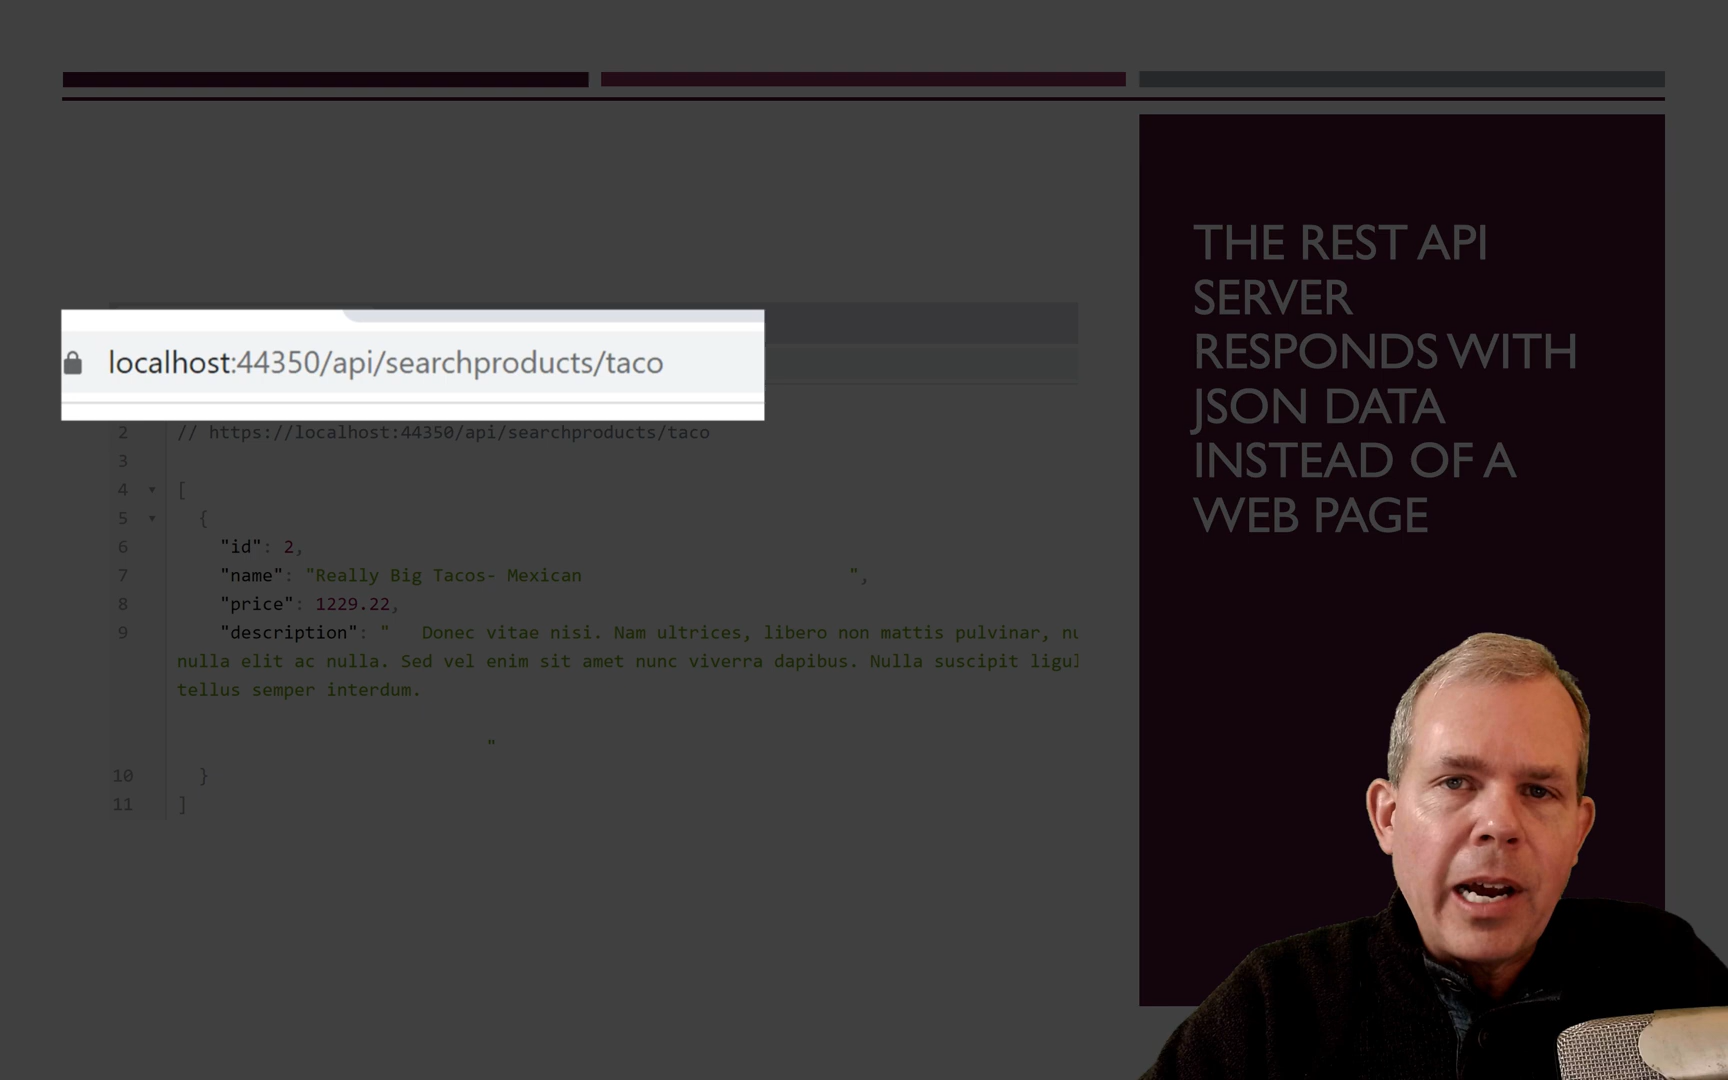 localhost:44350/api/searchproducts/taco
2 // https://localhost:44350/api/searchproducts/taco
3
4 [
5 {
6 "id": 2,
7 "name": "Really Big Tacos- Mexican ",
8 "price": 1229.22,
9 "description": " Donec vitae nisi. Nam ultrices, libero non mattis pulvinar,
nulla elit ac nulla. Sed vel enim sit amet nunc viverra dapibus. Nulla suscipit
tellus semper interdum.
"
10 }
11 ]
THE REST API
SERVER
RESPONDS WITH
JSON DATA
INSTEAD OF A
WEB PAGE